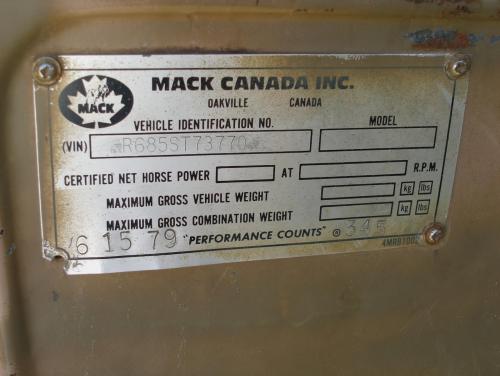 MACK CANADA INC.
MACK
OAKVILLE CANADA
VEHICLE IDENTIFICATION NO. MODEL
(VIN) *R685ST73770*
CERTIFIED NET HORSE POWER AT R.P.M.
MAXIMUM GROSS VEHICLE WEIGHT kg lbs
MAXIMUM GROSS COMBINATION WEIGHT kg lbs
6 15 79 "PERFORMANCE COUNTS" ® 345